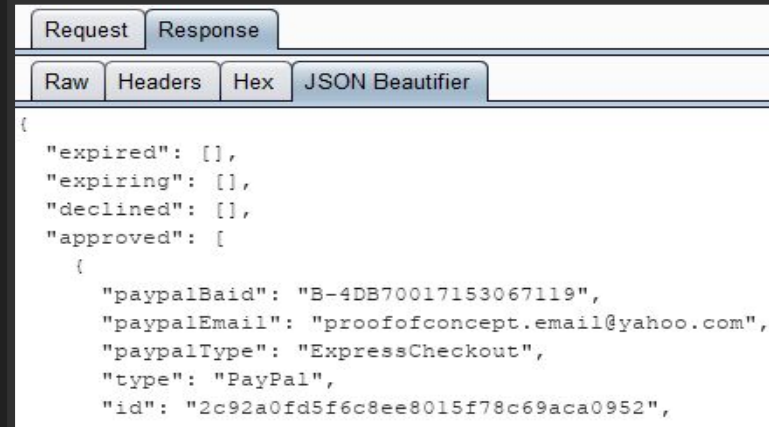 Request Response
Raw Headers Hex JSON Beautifier
{
"expired": [],
"expiring": [],
"declined": [],
"approved": [
{
"paypalBaid": "B-4DB70017153067119",
"paypalEmail": "proofofconcept.email@yahoo.com",
"paypalType": "ExpressCheckout",
"type": "PayPal",
"id": "2c92a0fd5f6c8ee8015f78c69aca0952",